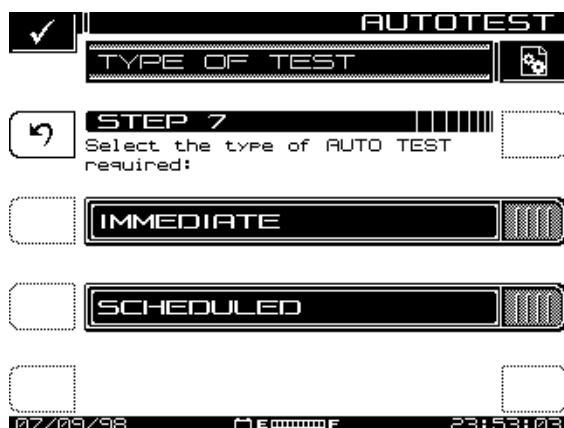 AUTOTEST
TYPE OF TEST
STEP 7
Select the type of AUTO TEST
required:
IMMEDIATE
SCHEDULED
07/09/98 E F 23:53:03